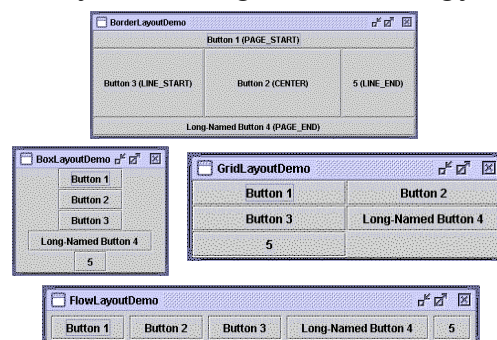 BorderLayoutDemo
Button 1 (PAGE_START)
Button 3 (LINE_START) Button 2 (CENTER) 5 (LINE_END)
Long-Named Button 4 (PAGE_END)
BoxLayoutDemo
Button 1
Button 2
Button 3
Long-Named Button 4
5
GridLayoutDemo
Button 1 Button 2
Button 3 Long-Named Button 4
5
FlowLayoutDemo
Button 1 Button 2 Button 3 Long-Named Button 4 5